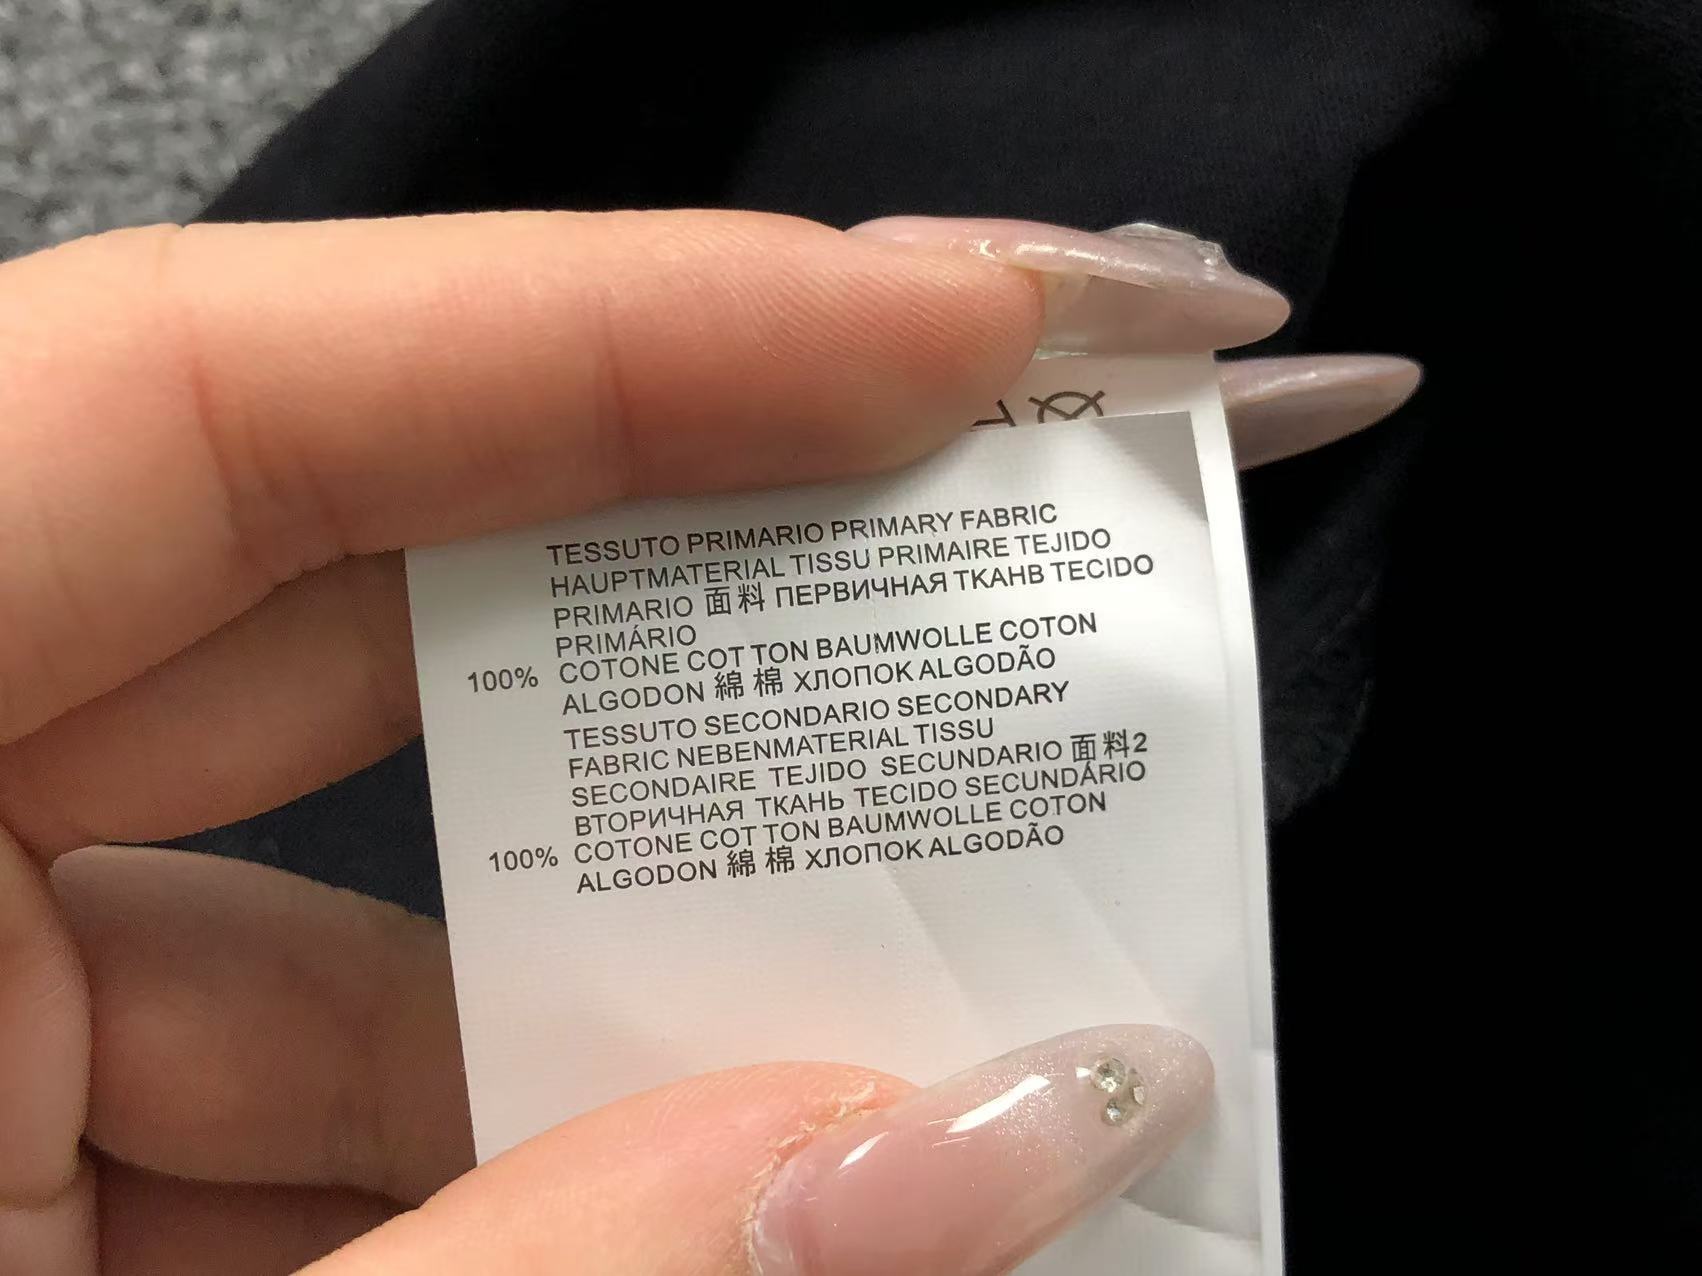 TESSUTO PRIMARIO PRIMARY FABRIC
HAUPTMATERIAL TISSU PRIMAIRE TEJIDO
PRIMARIO 面料 ПЕРВИЧНАЯ ТКАНВ TECIDO
PRIMÁRIO
100% COTONE COT TON BAUMWOLLE COTON
ALGODON 綿 棉 ХЛОПОК ALGODÃO
TESSUTO SECONDARIO SECONDARY
FABRIC NEBENMATERIAL TISSU
SECONDAIRE TEJIDO SECUNDARIO 面料2
ВТОРИЧНАЯ ТКАНЬ TECIDO SECUNDÁRIO
100% COTONE COT TON BAUMWOLLE COTON
ALGODON 綿 棉 ХЛОПОК ALGODÃO